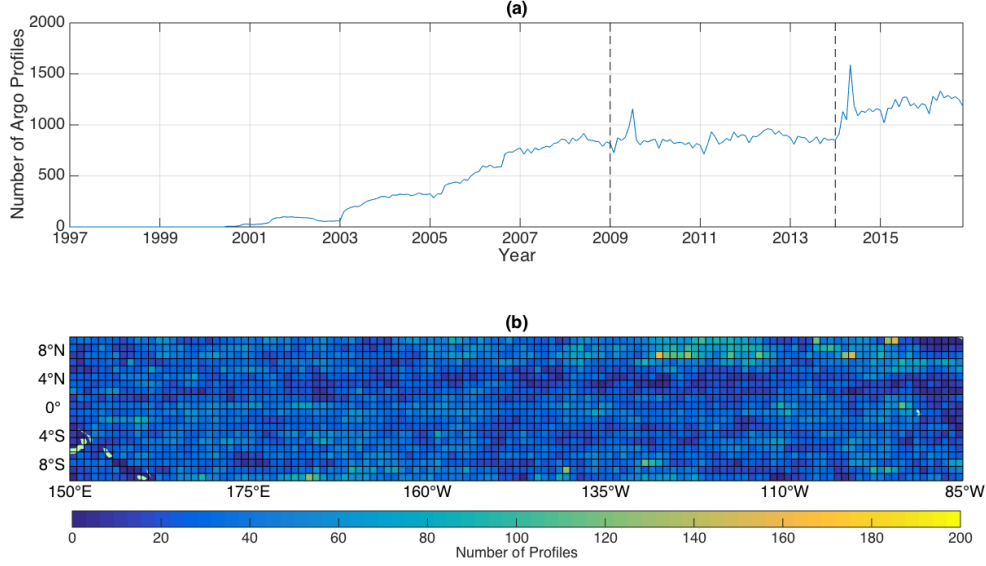 (a)
2000
1500
1000
500
0
Number of Argo Profiles
1997 1999 2001 2003 2005 2007 2009 2011 2013 2015
Year
(b)
8°N
4°N
0°
4°S
8°S
150°E 175°E 160°W 135°W 110°W 85°W
0 20 40 60 80 100 120 140 160 180 200
Number of Profiles